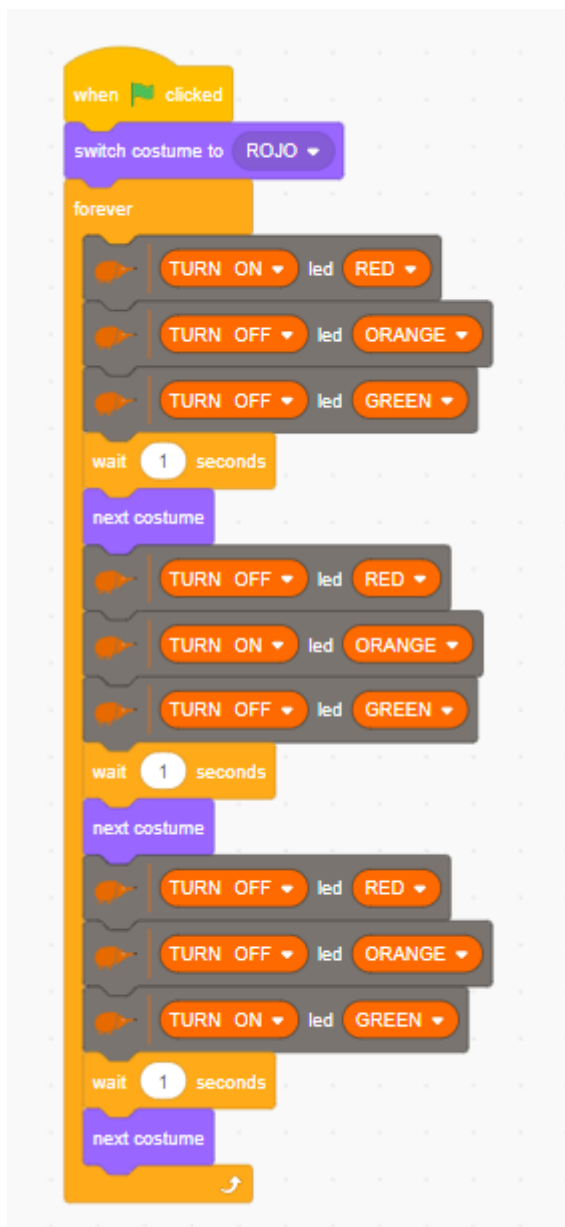 when clicked
switch costume to ROJO
forever
TURN ON led RED
TURN OFF led ORANGE
TURN OFF led GREEN
wait 1 seconds
next costume
TURN OFF led RED
TURN ON led ORANGE
TURN OFF led GREEN
wait 1 seconds
next costume
TURN OFF led RED
TURN OFF led ORANGE
TURN ON led GREEN
wait 1 seconds
next costume